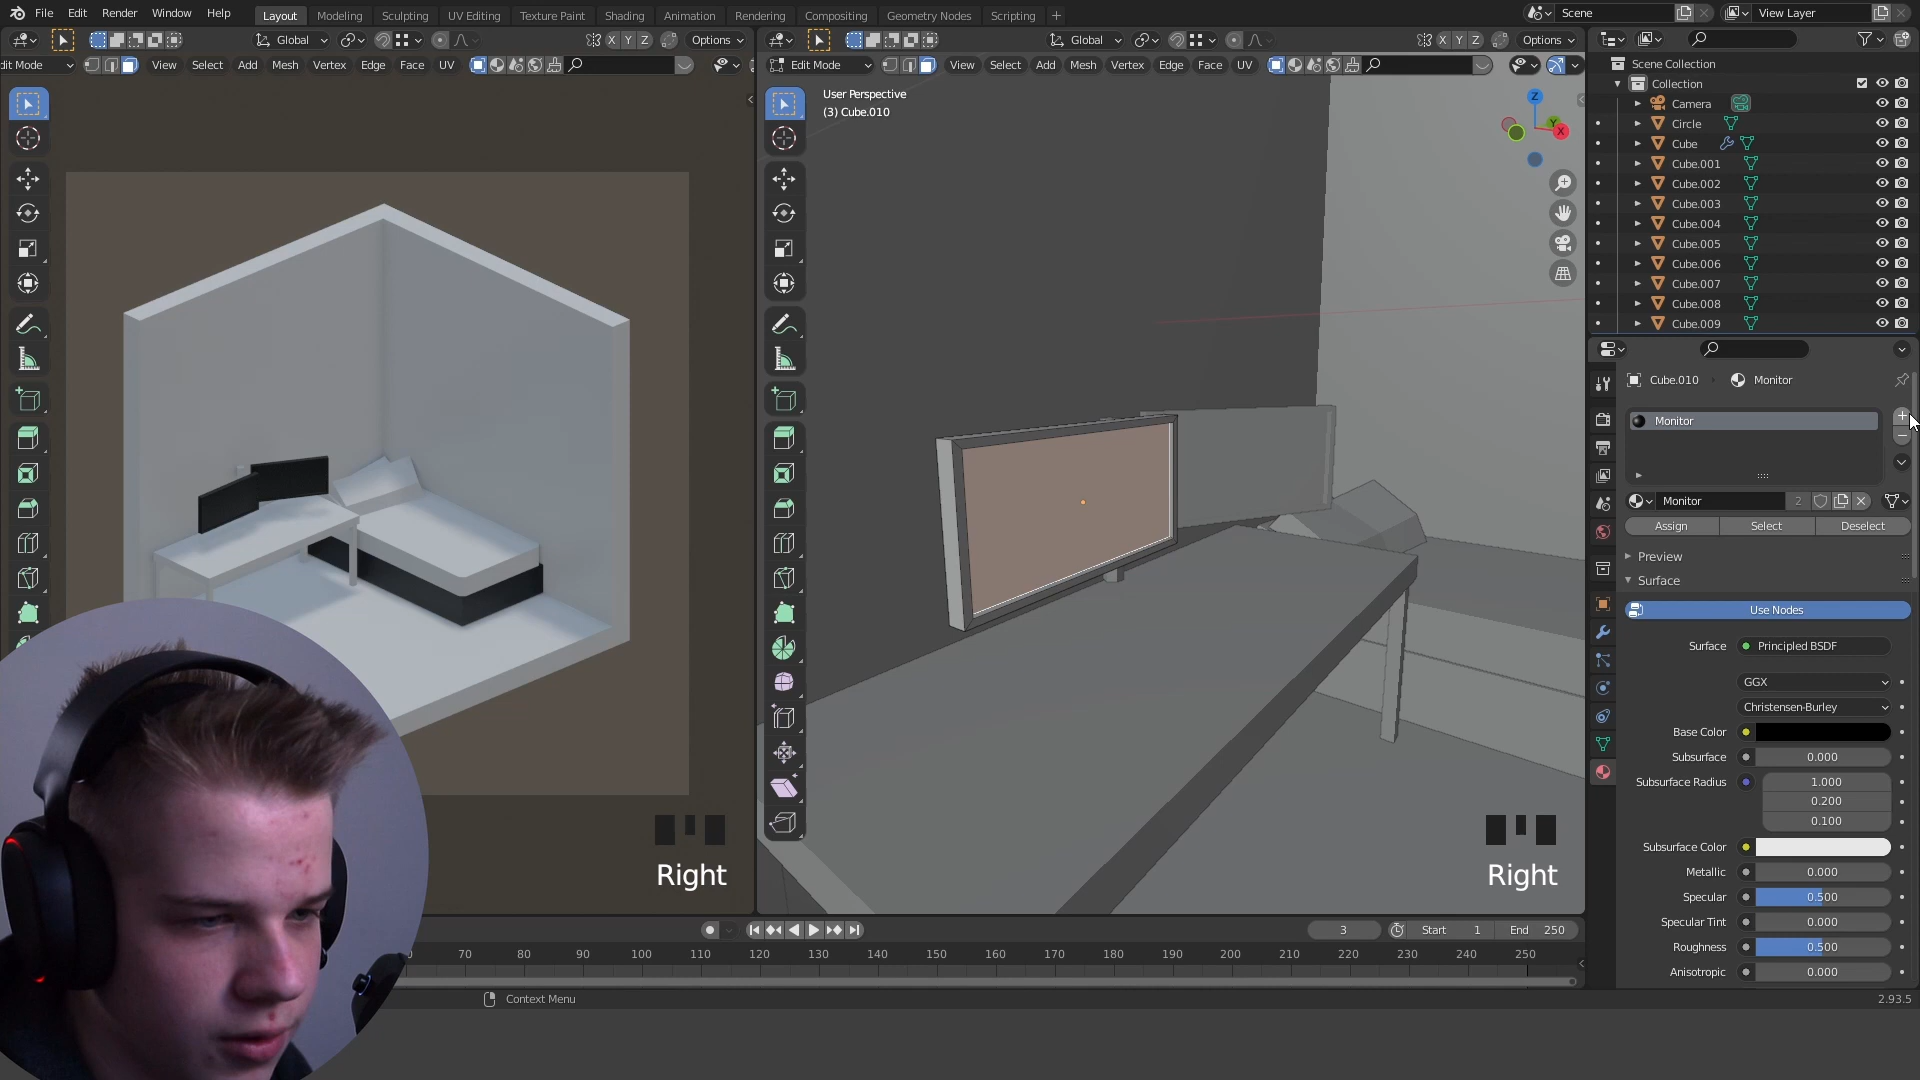 File Edit Render Window Help Layout Modeling Sculpting UV Editing Texture Paint Shading Animation Rendering Compositing Geometry Nodes Scripting + Scene View Layer
Global X Y Z Options Global X Y Z Options
dit Mode View Select Add Mesh Vertex Edge Face UV Edit Mode View Select Add Mesh Vertex Edge Face UV
User Perspective
(3) Cube.010
Z
Y
X
Right
Right
Scene Collection
Collection
Camera
Circle
Cube
Cube.001
Cube.002
Cube.003
Cube.004
Cube.005
Cube.006
Cube.007
Cube.008
Cube.009
Cube.010 Monitor
Monitor
Monitor 2
Assign Select Deselect
Preview
Surface
Use Nodes
Surface Principled BSDF
GGX
Christensen-Burley
Base Color
Subsurface 0.000
Subsurface Radius 1.000
0.200
0.100
Subsurface Color
Metallic 0.000
Specular 0.500
Specular Tint 0.000
Roughness 0.500
Anisotropic 0.000
3 Start 1 End 250
70 80 90 100 110 120 130 140 150 160 170 180 190 200 210 220 230 240 250
Context Menu
2.93.5